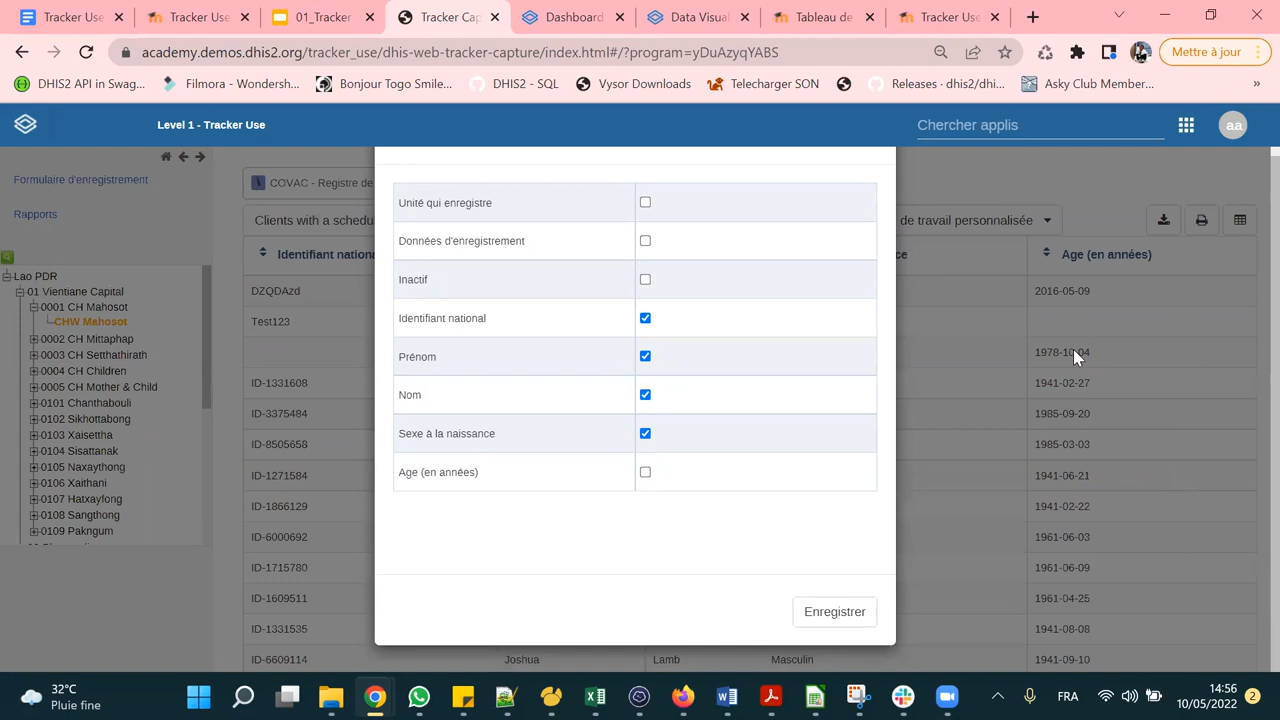 Tracker Use
Tracker Use
01_Tracker
Tracker Cap
Dashboard
Data Visual
Tableau de
Tracker Use
academy.demos.dhis2.org/tracker_use/dhis-web-tracker-capture/index.html#/?program=yDuAzyqYABS
Mettre à jour
DHIS2 API in Swag...
Filmora - Wondersh...
Bonjour Togo Smile...
DHIS2 - SQL
Vysor Downloads
Telecharger SON
Releases · dhis2/dhi...
Asky Club Member...
»
Level 1 - Tracker Use
Chercher applis
aa
Formulaire d'enregistrement
Rapports
COVAC - Registre de
Clients with a schedu
de travail personnalisée
Identifiant nationa
ce
Age (en années)
Lao PDR
01 Vientiane Capital
0001 CH Mahosot
CHW Mahosot
0002 CH Mittaphap
0003 CH Setthathirath
0004 CH Children
0005 CH Mother & Child
0101 Chanthabouli
0102 Sikhottabong
0103 Xaisettha
0104 Sisattanak
0105 Naxaythong
0106 Xaithani
0107 Hatxayfong
0108 Sangthong
0109 Pakngum
Unité qui enregistre
Données d'enregistrement
Inactif
Identifiant national
Prénom
Nom
Sexe à la naissance
Age (en années)
Enregistrer
DZQDAzd 2016-05-09
Test123
1978-10-04
ID-1331608 1941-02-27
ID-3375484 1985-09-20
ID-8505658 1985-03-03
ID-1271584 1941-06-21
ID-1866129 1941-02-22
ID-6000692 1961-06-03
ID-1715780 1961-06-09
ID-1609511 1961-04-25
ID-1331535 1941-08-08
ID-6609114 Joshua Lamb Masculin 1941-09-10
32°C
Pluie fine
FRA
14:56
10/05/2022
2